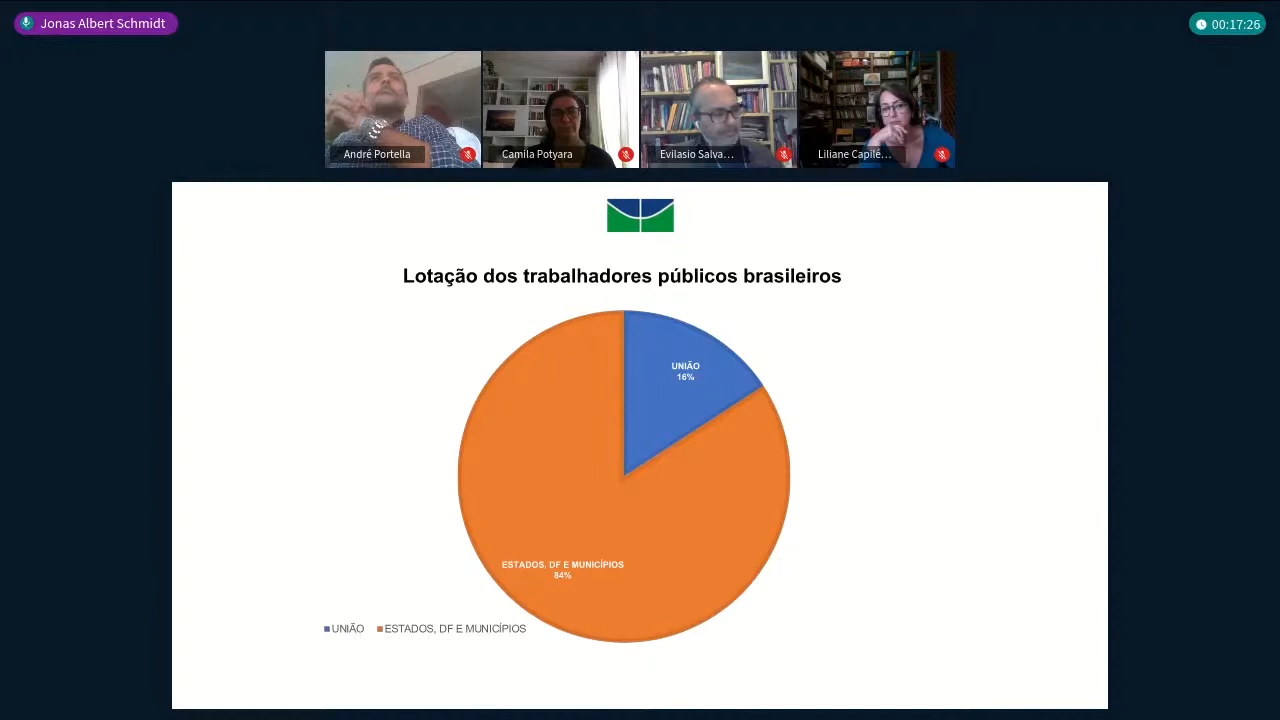 Jonas Albert Schmidt
00:17:26
André Portella
Camila Potyara
Evilasio Salva…
Liliane Capilé…
Lotação dos trabalhadores públicos brasileiros
UNIÃO
16%
ESTADOS, DF E MUNICÍPIOS
84%
UNIÃO ESTADOS, DF E MUNICÍPIOS